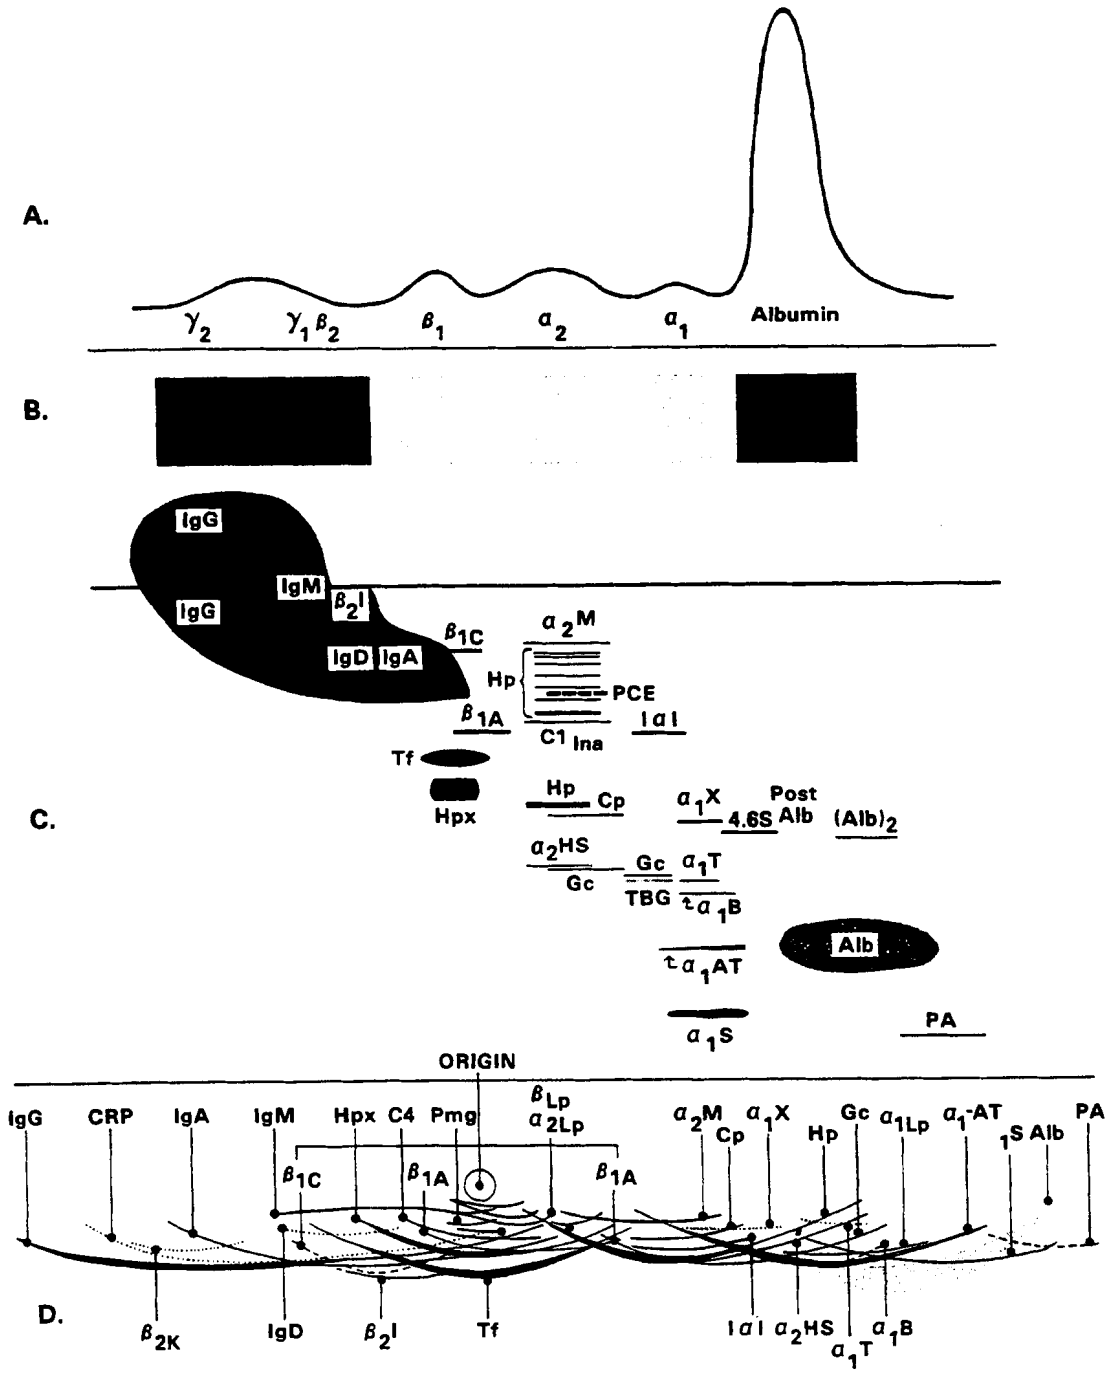 A.
γ2 γ1 β2 β1 α2 α1 Albumin
B.
IgG
IgM
β2I
IgG
α2M
β1C
IgD IgA
Hp
PCE
β1A
IαI
C1 Ina
Tf
Hp
Cp
α1X
Post
Alb
4.6S
(Alb)2
Hpx
C.
α2HS
Gc
Gc
α1T
TBG
α1B
Alb
α1AT
α1S
PA
ORIGIN
IgG CRP IgA IgM Hpx C4 Pmg βLp
α2Lp
α2M
Cp
α1X
Hp
Gc
α1Lp
α1-AT
1S
Alb
PA
β1C
β1A
β1A
D.
β2K
IgD
β2I
Tf
IαI
α2HS
α1T
α1B